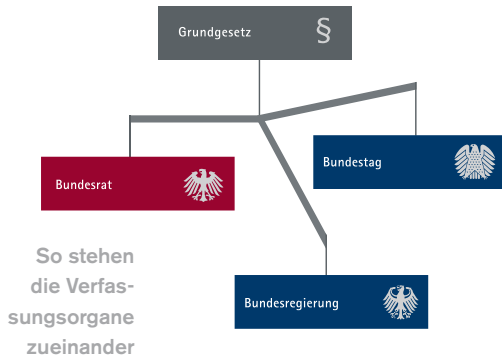 Grundgesetz §
Bundestag
Bundesrat
Bundesregierung
So stehen
die Verfas-
sungsorgane
zueinander